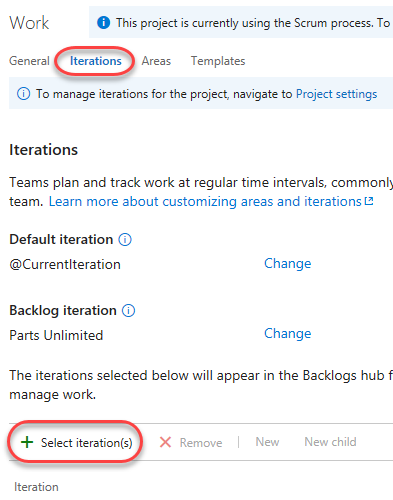 Work
This project is currently using the Scrum process. To
General Iterations Areas Templates
To manage iterations for the project, navigate to Project settings
Iterations
Teams plan and track work at regular time intervals, commonly
team. Learn more about customizing areas and iterations
Default iteration
@CurrentIteration Change
Backlog iteration
Parts Unlimited Change
The iterations selected below will appear in the Backlogs hub f
manage work.
+ Select iteration(s) Remove New New child
Iteration